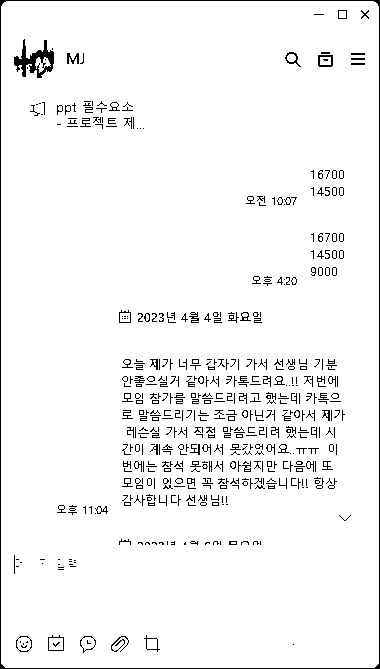 MJ
ppt 필수요소
- 프로젝트 제...
16700
14500
오전 10:07
16700
14500
9000
오후 4:20
2023년 4월 4일 화요일
오늘 제가 너무 갑자기 가서 선생님 기분
안좋으실거 같아서 카톡드려요..!! 저번에
모임 참가를 말씀드리려고 했는데 카톡으
로 말씀드리기는 조금 아닌거 같아서 제가
레슨실 가서 직접 말씀드리려 했는데 시
간이 계속 안되어서 못갔었어요..ㅠㅠ 이
번에는 참석 못해서 아쉽지만 다음에 또
모임이 있으면 꼭 참석하겠습니다!! 항상
감사합니다 선생님!!
오후 11:04